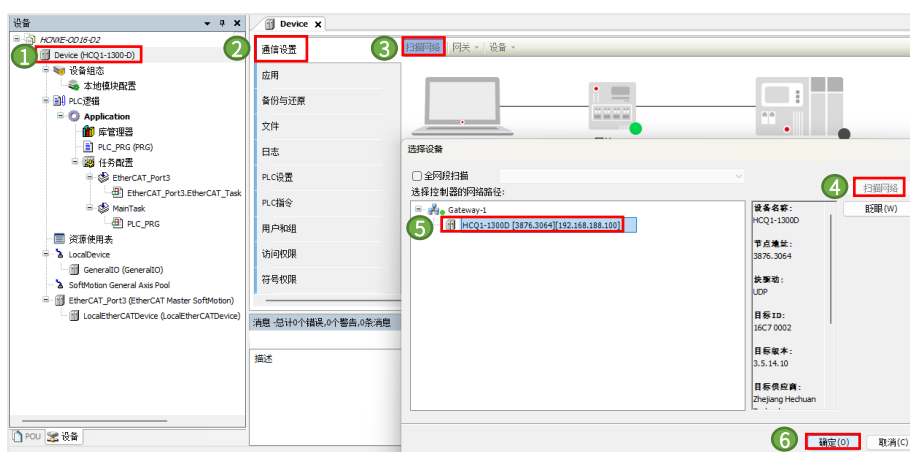 设备
HCNXE-OD16-D2
1
Device (HCQ1-1300-D)
设备组态
本地模块配置
PLC逻辑
Application
库管理器
PLC_PRG (PRG)
任务配置
EtherCAT_Port3
EtherCAT_Port3.EtherCAT_Task
MainTask
PLC_PRG
资源使用表
LocalDevice
GeneralIO (GeneralIO)
SoftMotion General Axis Pool
EtherCAT_Port3 (EtherCAT Master SoftMotion)
LocalEtherCATDevice (LocalEtherCATDevice)
POU 设备
Device
2
通信设置
应用
备份与还原
文件
日志
PLC设置
PLC指令
用户和组
访问权限
符号权限
消息 -总计0个错误,0个警告,0条消息
描述
3
扫描网络 网关 设备
选择设备
全网段扫描
选择控制器的网络路径:
Gateway-1
5
HCQ1-1300D [3876.3064][192.168.188.100]
4
扫描网络
眨眼(W)
设备名称:
HCQ1-1300D
节点地址:
3876.3064
块驱动:
UDP
目标ID:
16C7 0002
目标版本:
3.5.14.10
目标供应商:
Zhejiang Hechuan
6
确定(O)
取消(C)